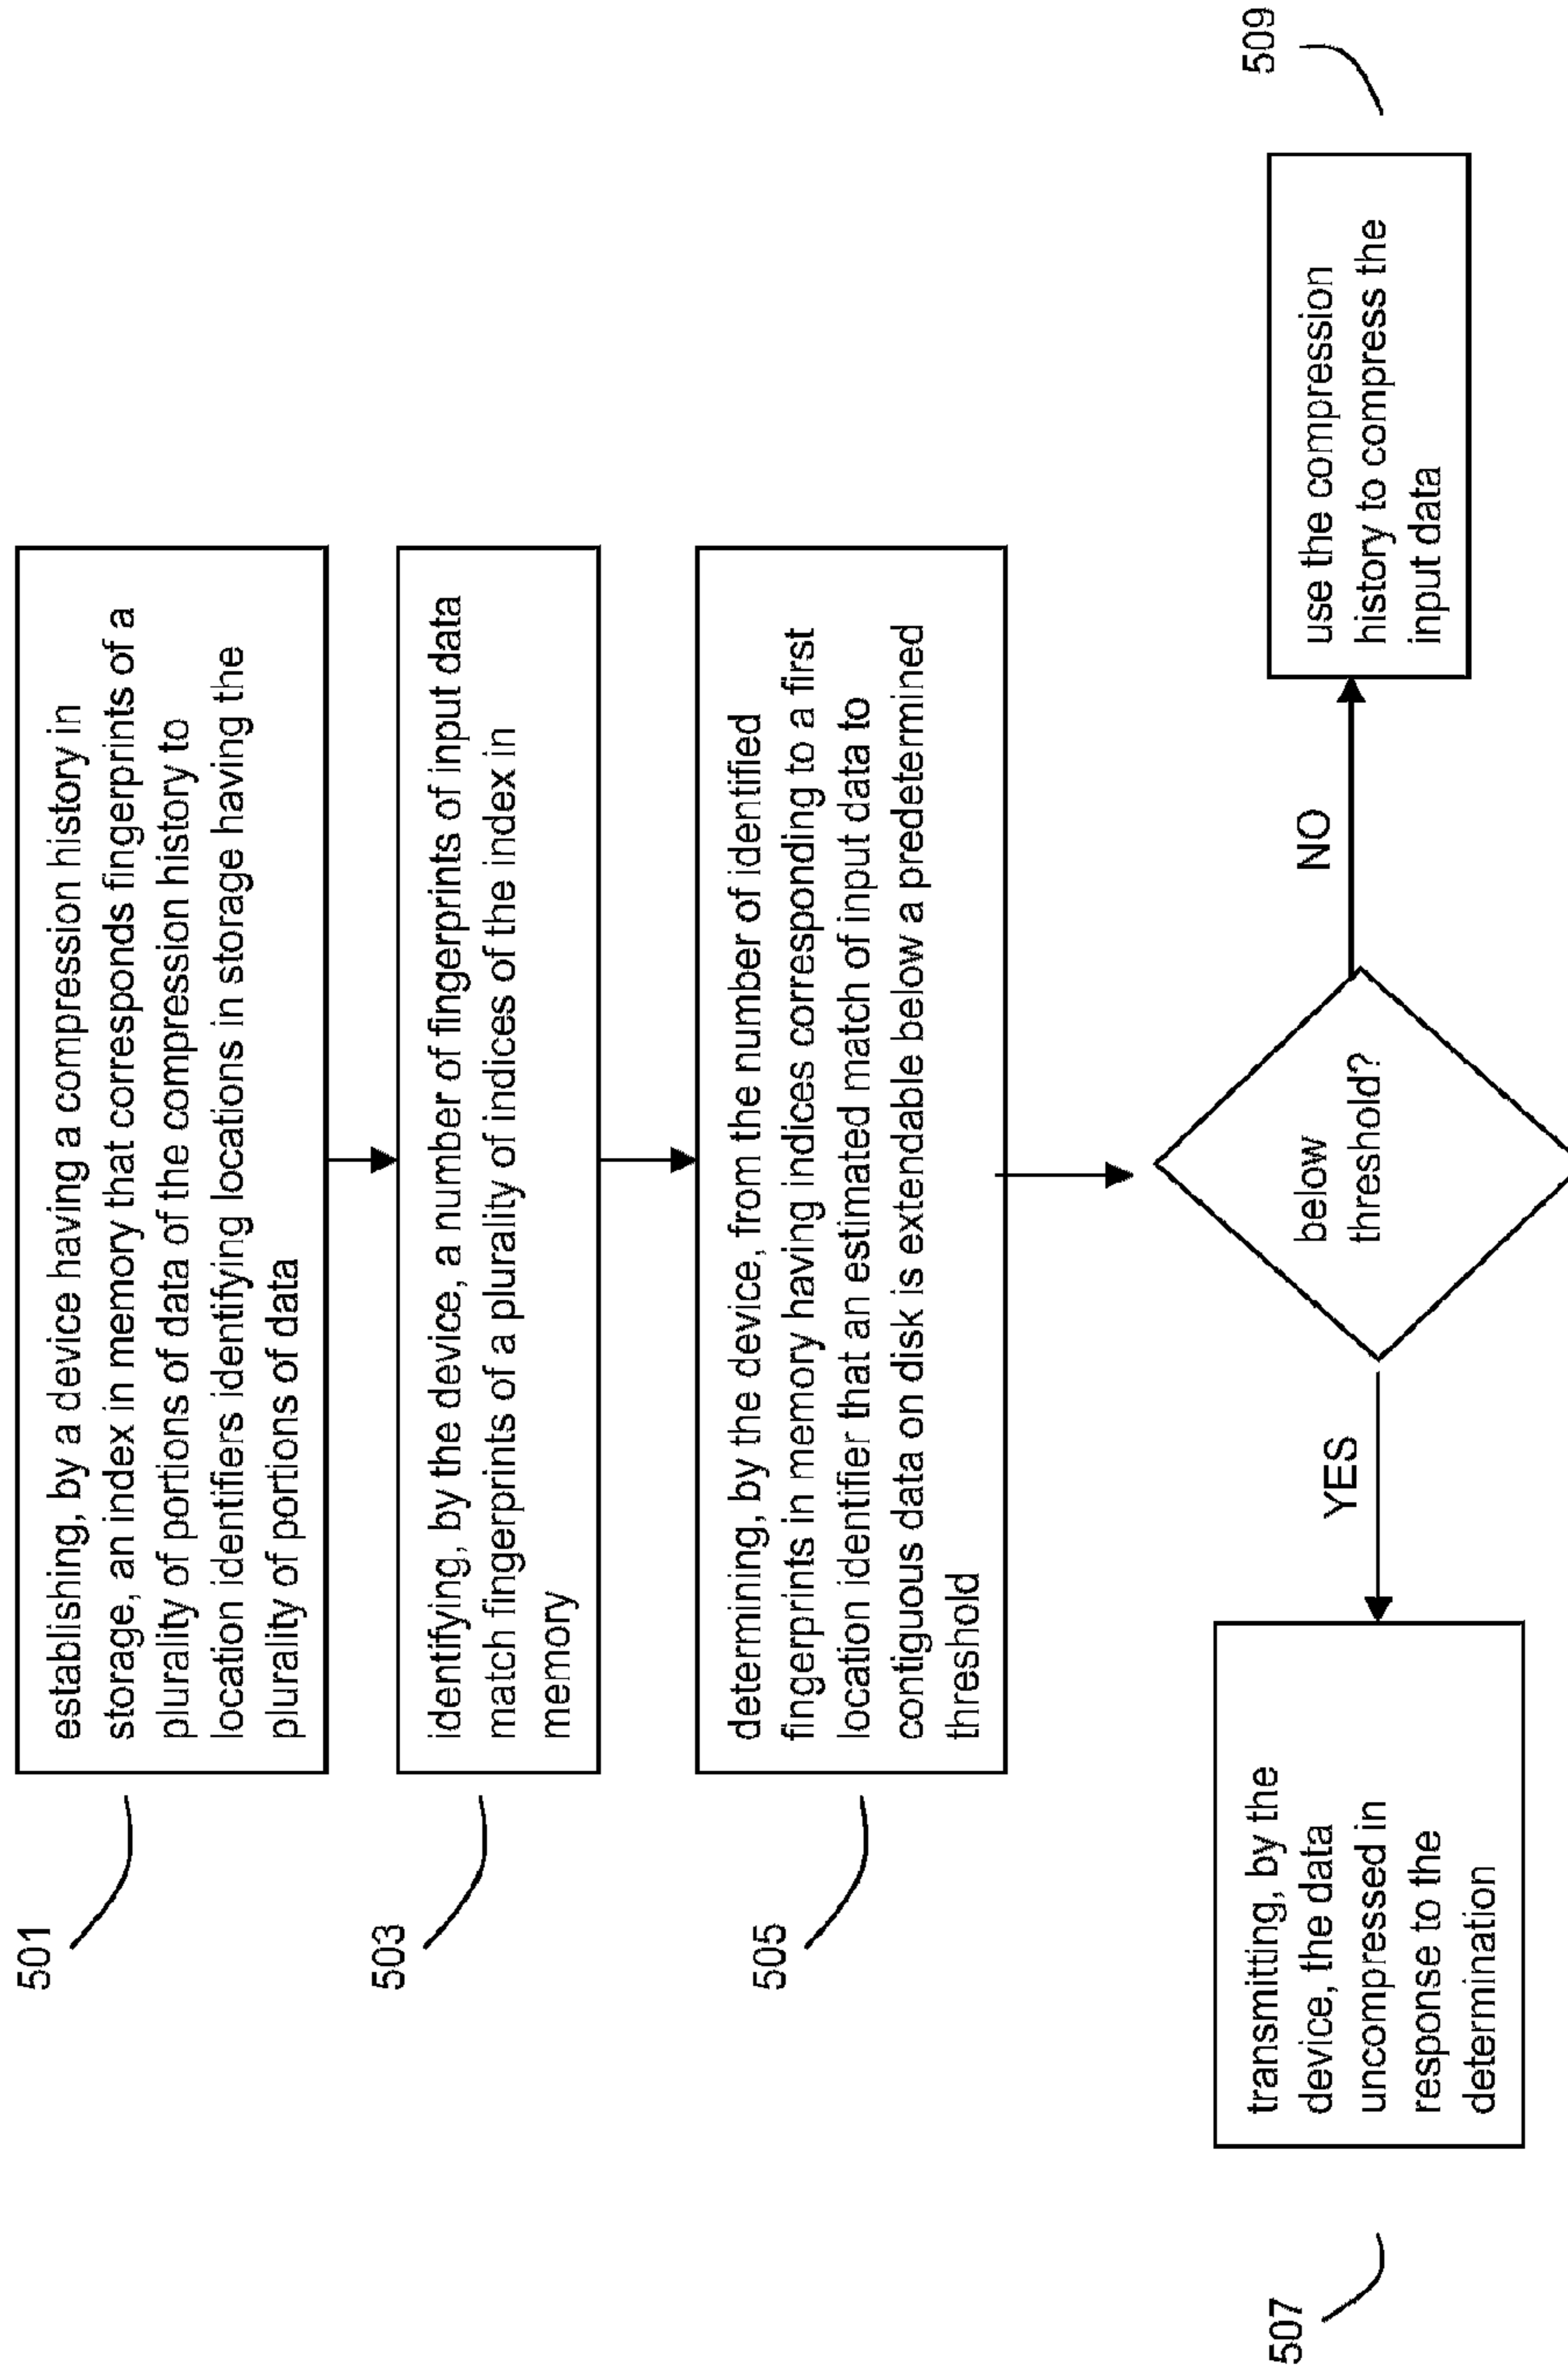 501
establishing, by a device having a compression history in
storage, an index in memory that corresponds fingerprints of a
plurality of portions of data of the compression history to
location identifiers identifying locations in storage having the
plurality of portions of data
503
identifying, by the device, a number of fingerprints of input data
match fingerprints of a plurality of indices of the index in
memory
505
determining, by the device, from the number of identified
fingerprints in memory having indices corresponding to a first
location identifier that an estimated match of input data to
contiguous data on disk is extendable below a predetermined
threshold
below
threshold?
YES
NO
507
transmitting, by the
device, the data
uncompressed in
response to the
determination
509
use the compression
history to compress the
input data